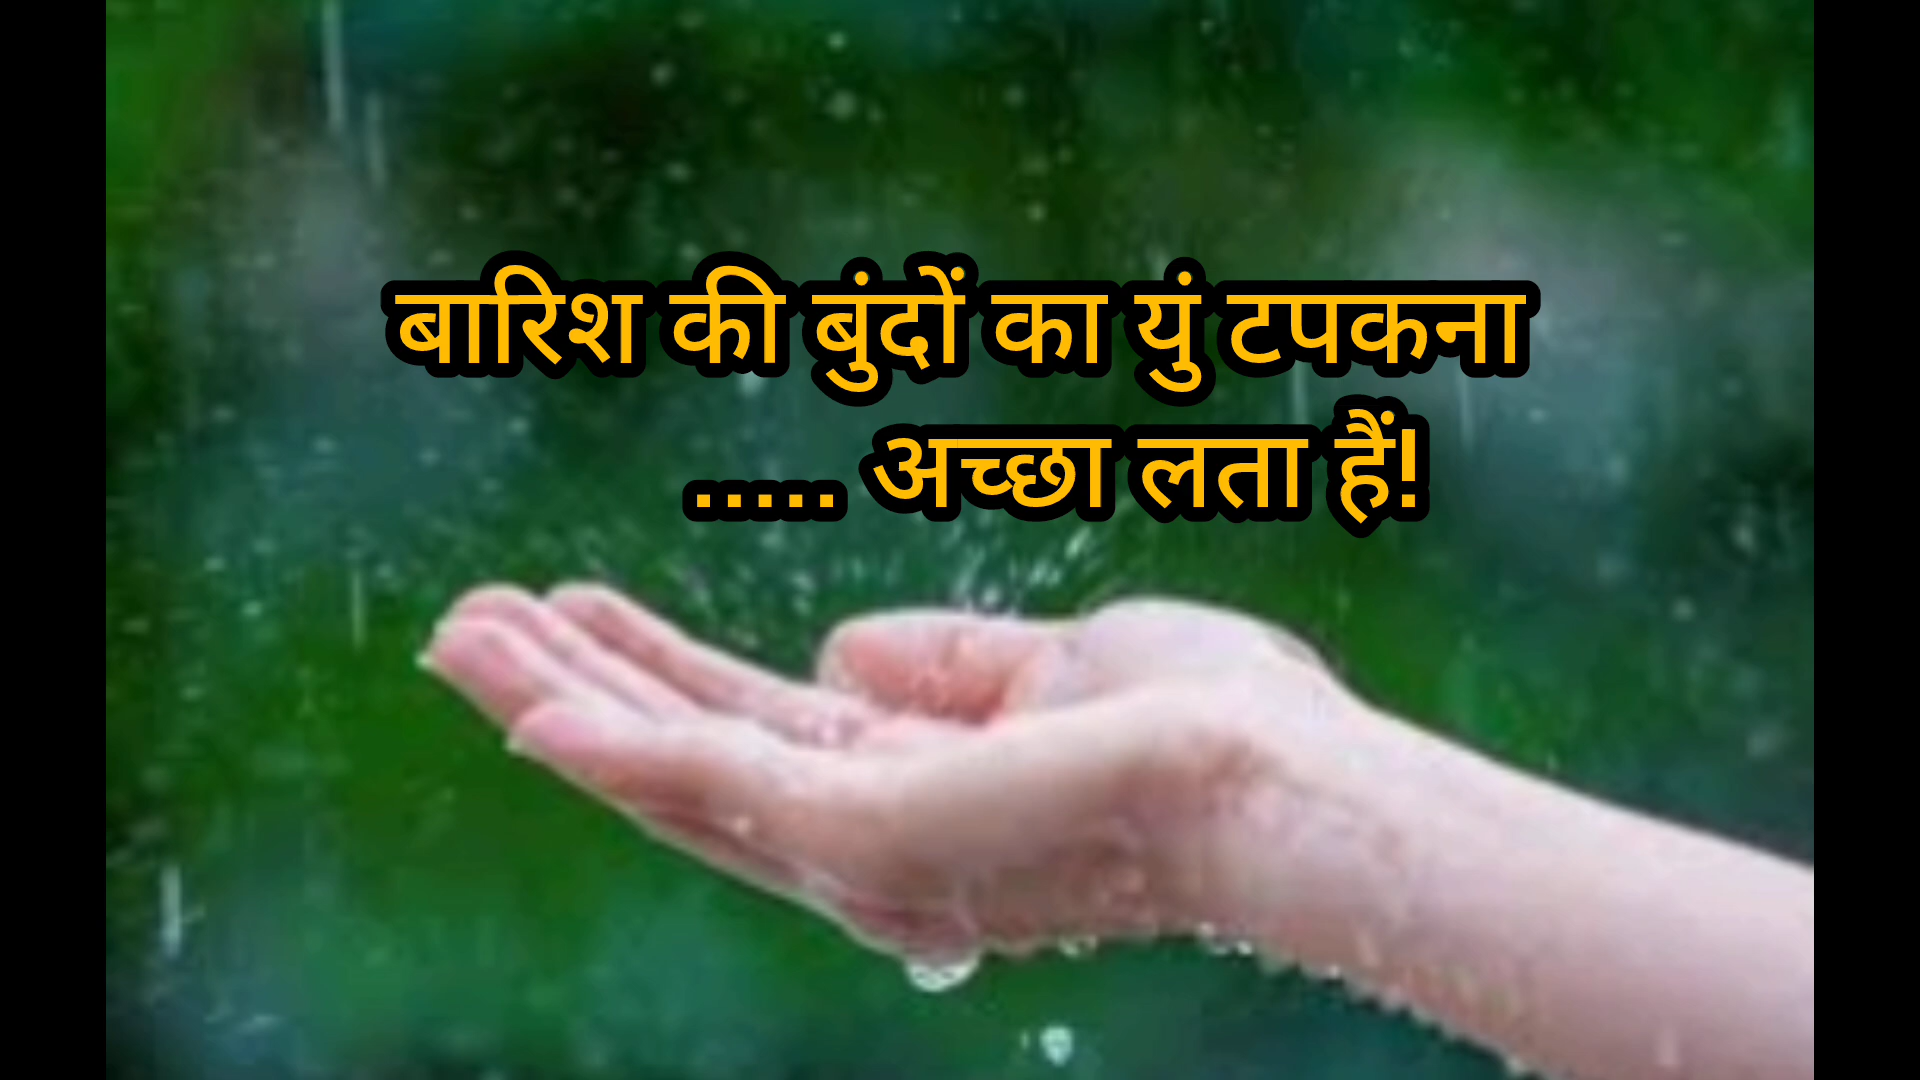 बारिश की बुंदों का युं टपकना
..... अच्छा लता हैं!